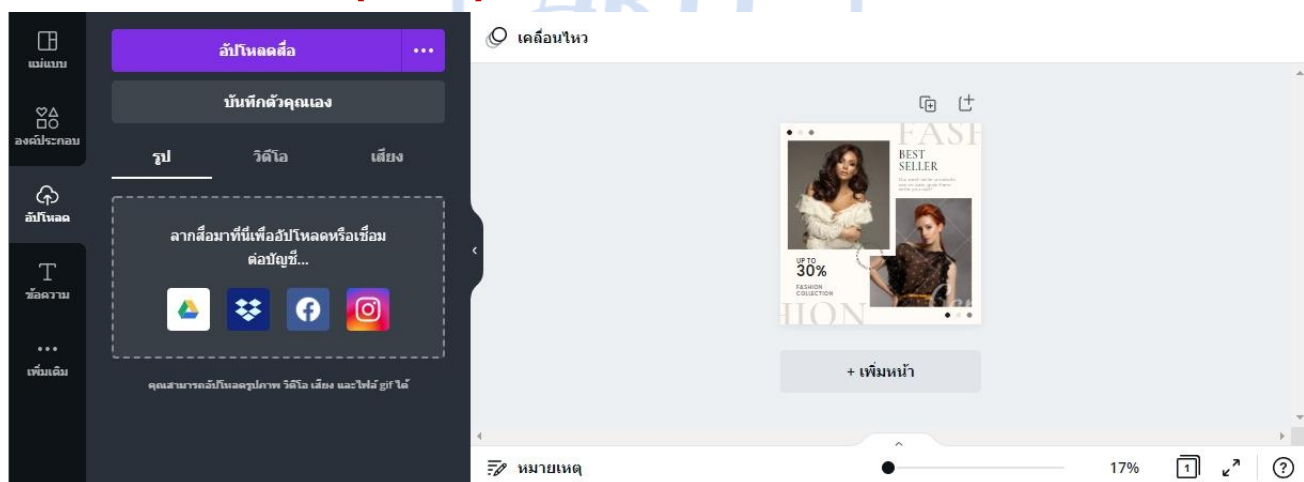 แม่แบบ
องค์ประกอบ
อัปโหลด
ข้อความ
เพิ่มเติม
อัปโหลดสื่อ
บันทึกตัวคุณเอง
รูป วิดีโอ เสียง
ลากสื่อมาที่นี่เพื่ออัปโหลดหรือเชื่อม
ต่อบัญชี...
คุณสามารถอัปโหลดรูปภาพ วิดีโอ เสียง และไฟล์ gif ได้
เคลื่อนไหว
FASH
BEST
SELLER
UP TO
30%
FASHION
COLLECTION
HION
+ เพิ่มหน้า
หมายเหตุ
17%
1
?